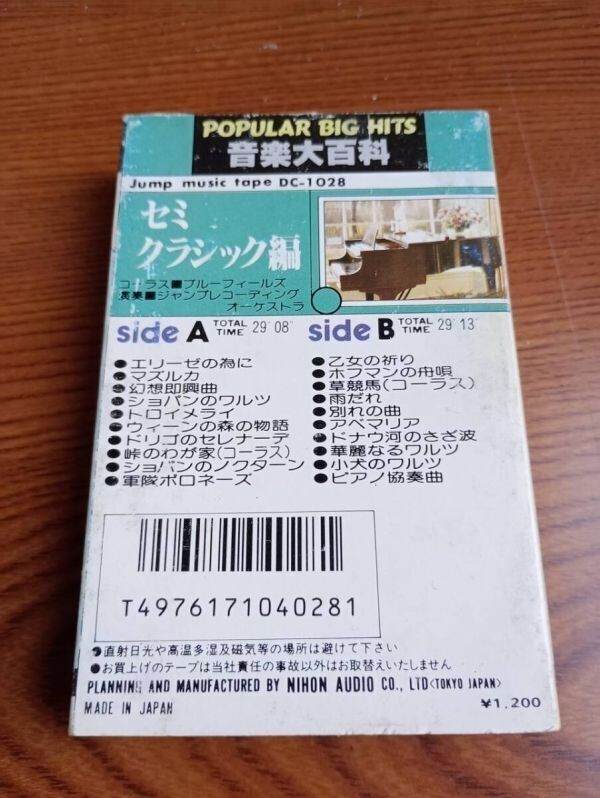 POPULAR BIG HITS
音楽大百科
Jump music tape DC-1028
セミ
クラシック編
コーラス■ブルーフィールズ
演奏■ジャンプレコーディング
オーケストラ
side A TOTAL TIME 29'08"
●エリーゼの為に
●マズルカ
●幻想即興曲
●ショパンのワルツ
●トロイメライ
●ウィーンの森の物語
●ドリゴのセレナーデ
●峠のわが家(コーラス)
●ショパンのノクターン
●軍隊ポロネーズ
side B TOTAL TIME 29'13"
●乙女の祈り
●ホフマンの舟唄
●草競馬(コーラス)
●雨だれ
●別れの曲
●アベマリア
●ドナウ河のさざ波
●華麗なるワルツ
●小犬のワルツ
●ピアノ協奏曲
T4976171040281
●直射日光や高温多湿及磁気等の場所は避けて下さい
●お買上げのテープは当社責任の事故以外はお取替えいたしません
PLANNING AND MANUFACTURED BY NIHON AUDIO CO., LTD<TOKYO JAPAN>
MADE IN JAPAN
¥1,200